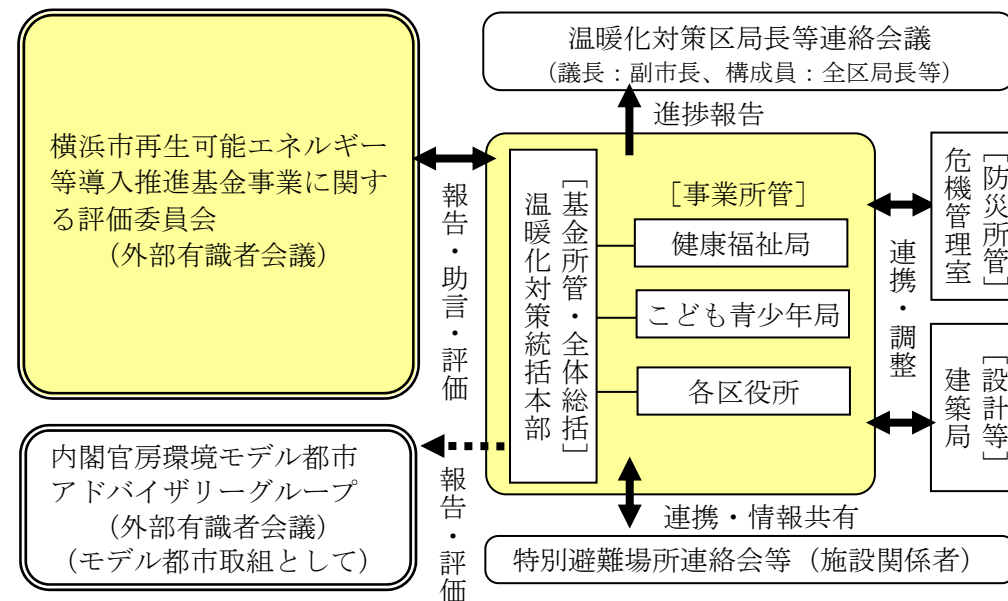 温暖化対策区局長等連絡会議
（議長：副市長、構成員：全区局長等）
進捗報告
横浜市再生可能エネルギー
等導入推進基金事業に関す
る評価委員会
（外部有識者会議）
報告・助言・評価
［基金所管・全体総括］
温暖化対策統括本部
［事業所管］
健康福祉局
こども青少年局
各区役所
連携・調整
［防災所管］
危機管理室
［設計等］
建築局
内閣官房環境モデル都市
アドバイザリーグループ
（外部有識者会議）
（モデル都市取組として）
報告・評価
連携・情報共有
特別避難場所連絡会等（施設関係者）